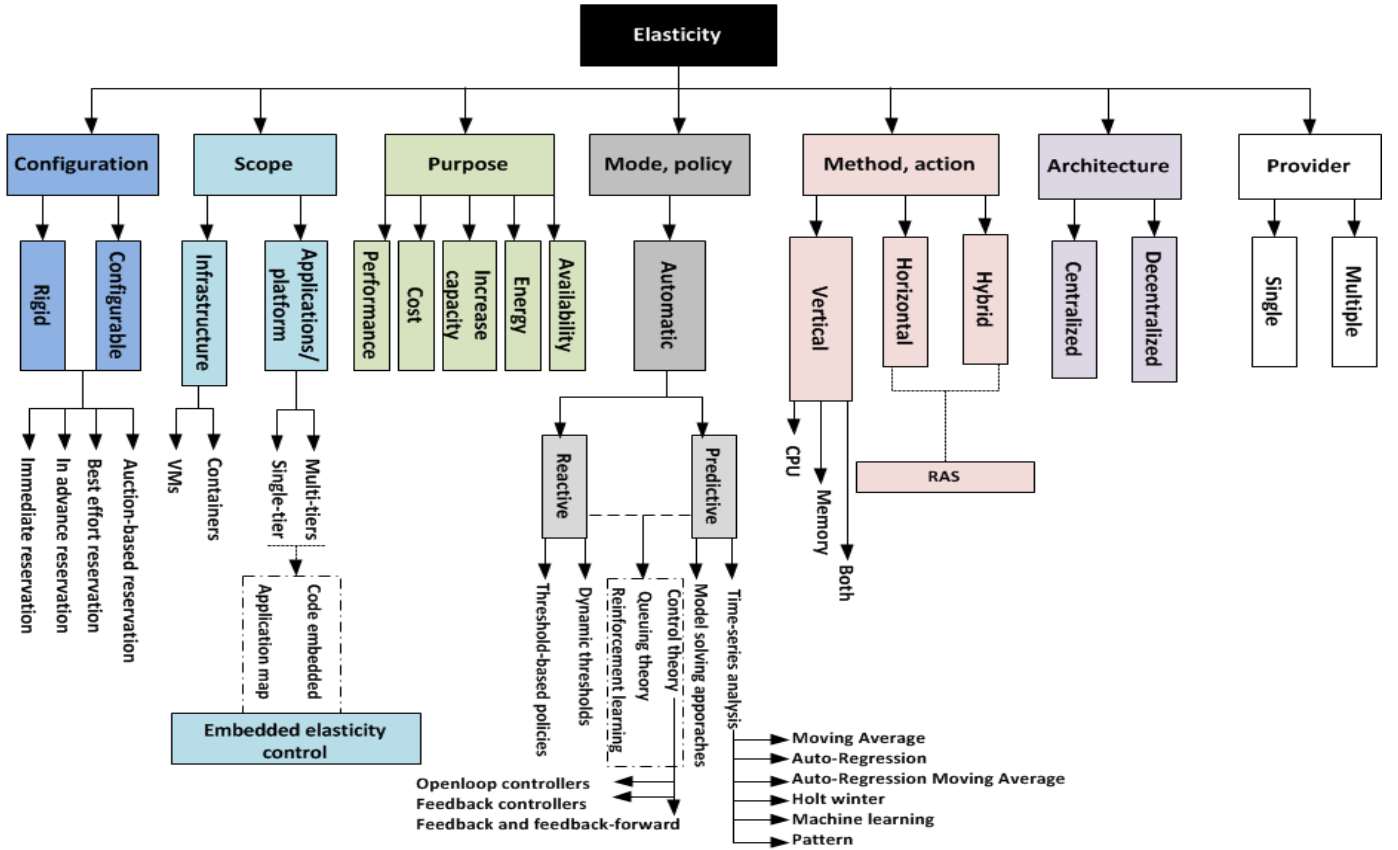 Elasticity
Configuration
Scope
Purpose
Mode, policy
Method, action
Architecture
Provider
Rigid
Configurable
Infrastructure
Applications/
platform
Performance
Cost
Increase
capacity
Energy
Availability
Automatic
Vertical
Horizontal
Hybrid
Centralized
Decentralized
Single
Multiple
Immediate reservation
In advance reservation
Best effort reservation
Auction-based reservation
VMs
Containers
Single-tier
Multi-tiers
Reactive
Predictive
CPU
Memory
Both
RAS
Application map
Code embedded
Embedded elasticity
control
Threshold-based policies
Dynamic thresholds
Reinforcement learning
Queuing theory
Control theory
Model solving apporaches
Time-series analysis
Openloop controllers
Feedback controllers
Feedback and feedback-forward
Moving Average
Auto-Regression
Auto-Regression Moving Average
Holt winter
Machine learning
Pattern